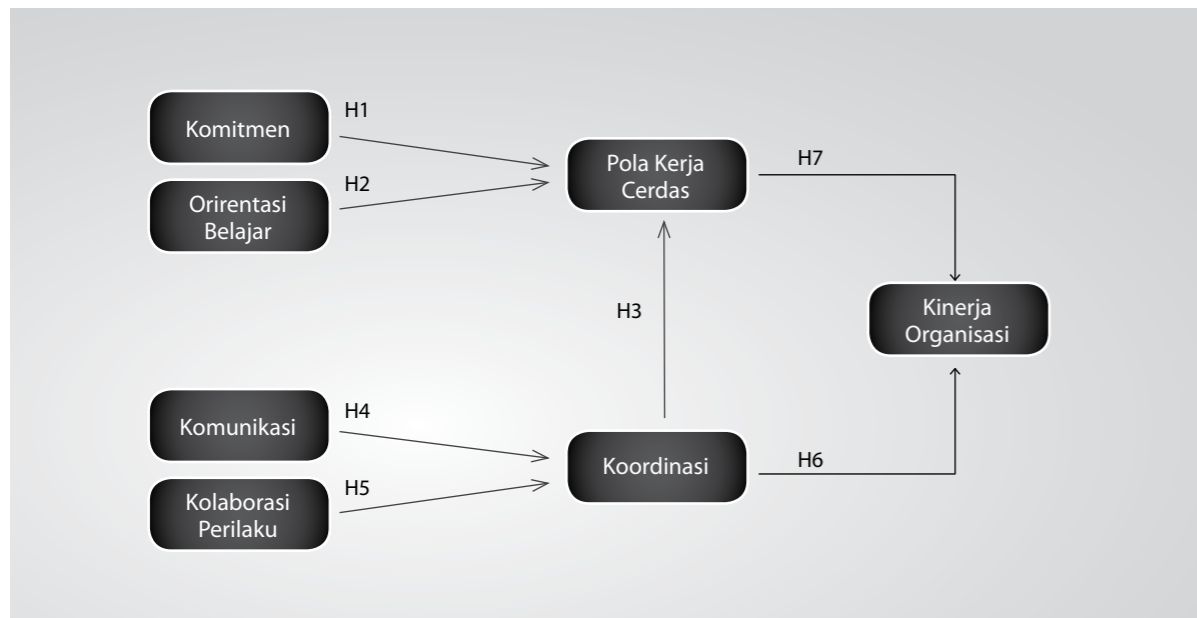 Komitmen
H1
Orirentasi
Belajar
H2
Pola Kerja
Cerdas
H7
H3
Kinerja
Organisasi
Komunikasi
H4
Kolaborasi
Perilaku
H5
Koordinasi
H6